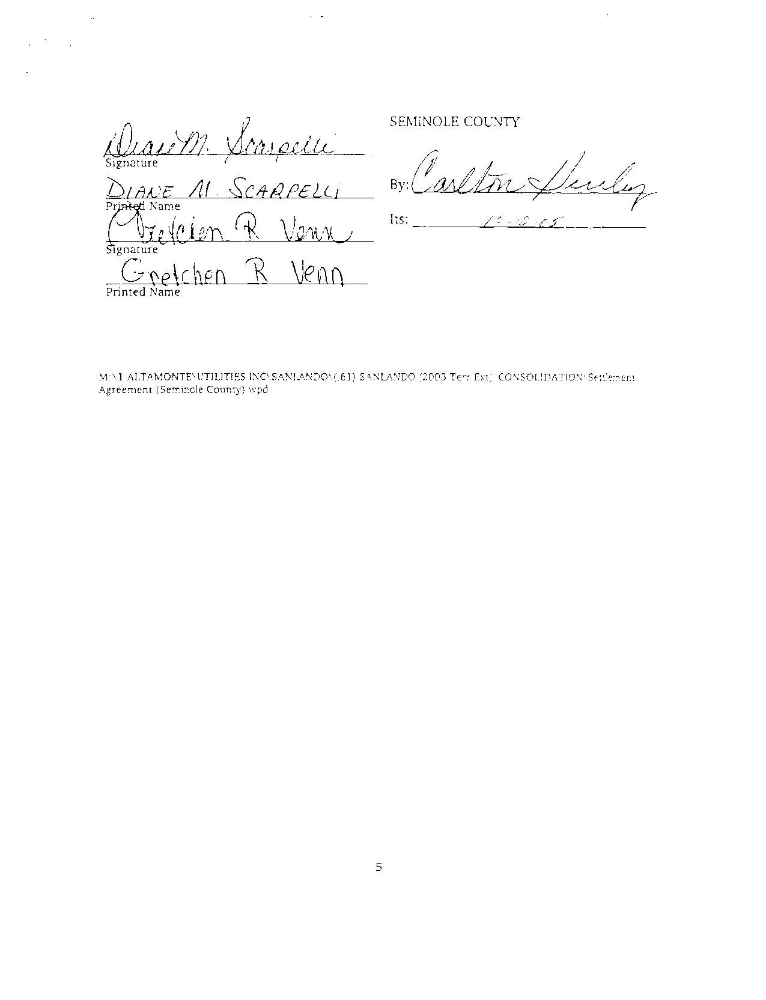 Diane M. Scarpelli
Signature
DIANE M. SCARPELLI
Printed Name
Gretchen R Venn
Signature
Gretchen R Venn
Printed Name
SEMINOLE COUNTY
By: Carlton Henley
Its: 10-10-05
M:\1 ALTAMONTE\UTILITIES INC\SANLANDO\(.61) SANLANDO (2003 Terr Ext) CONSOLIDATION\Settlement
Agreement (Seminole County).wpd
5